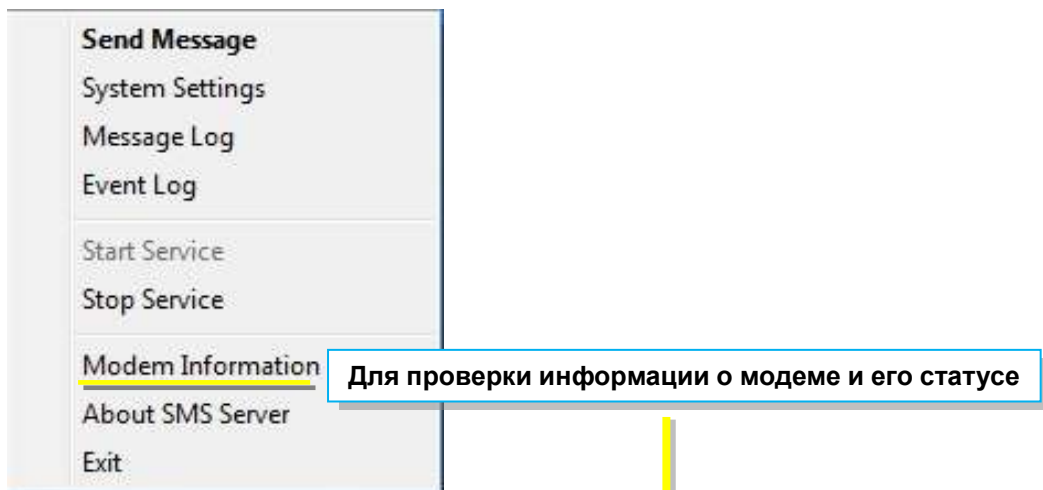 Send Message
System Settings
Message Log
Event Log
Start Service
Stop Service
Modem Information
Для проверки информации о модеме и его статусе
About SMS Server
Exit